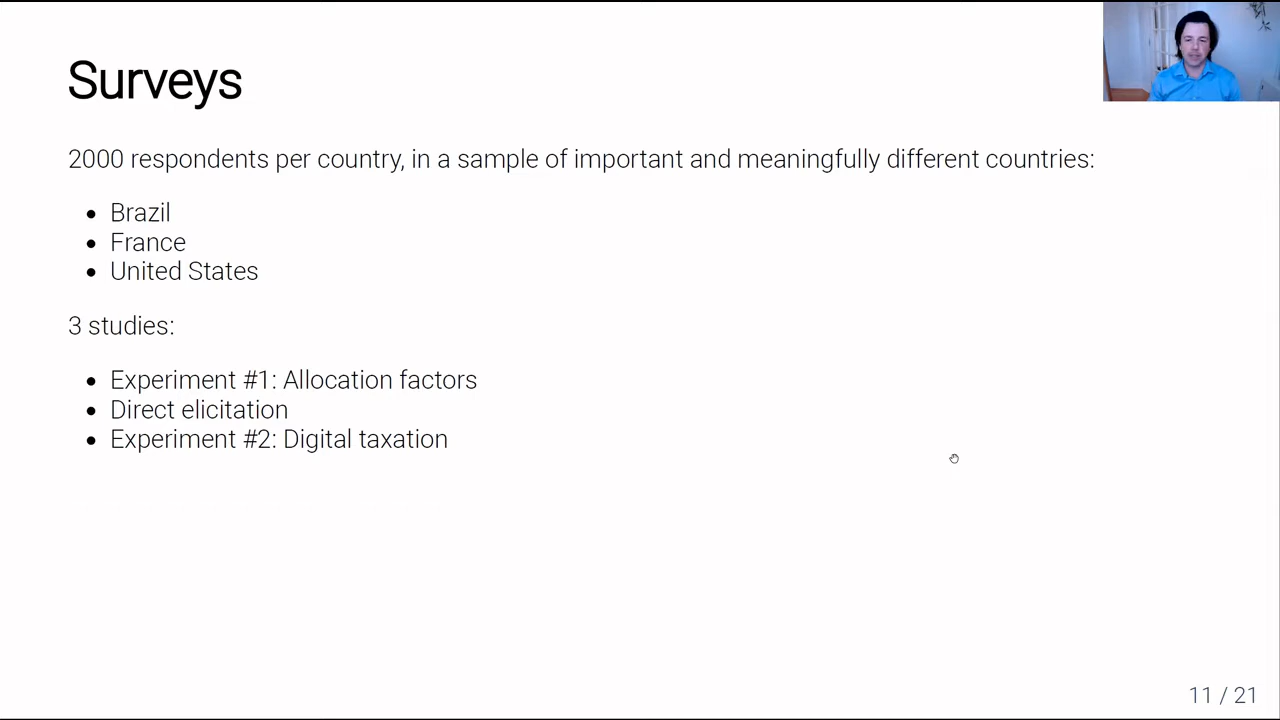 Surveys
2000 respondents per country, in a sample of important and meaningfully different countries:
• Brazil
• France
• United States
3 studies:
• Experiment #1: Allocation factors
• Direct elicitation
• Experiment #2: Digital taxation
11 / 21